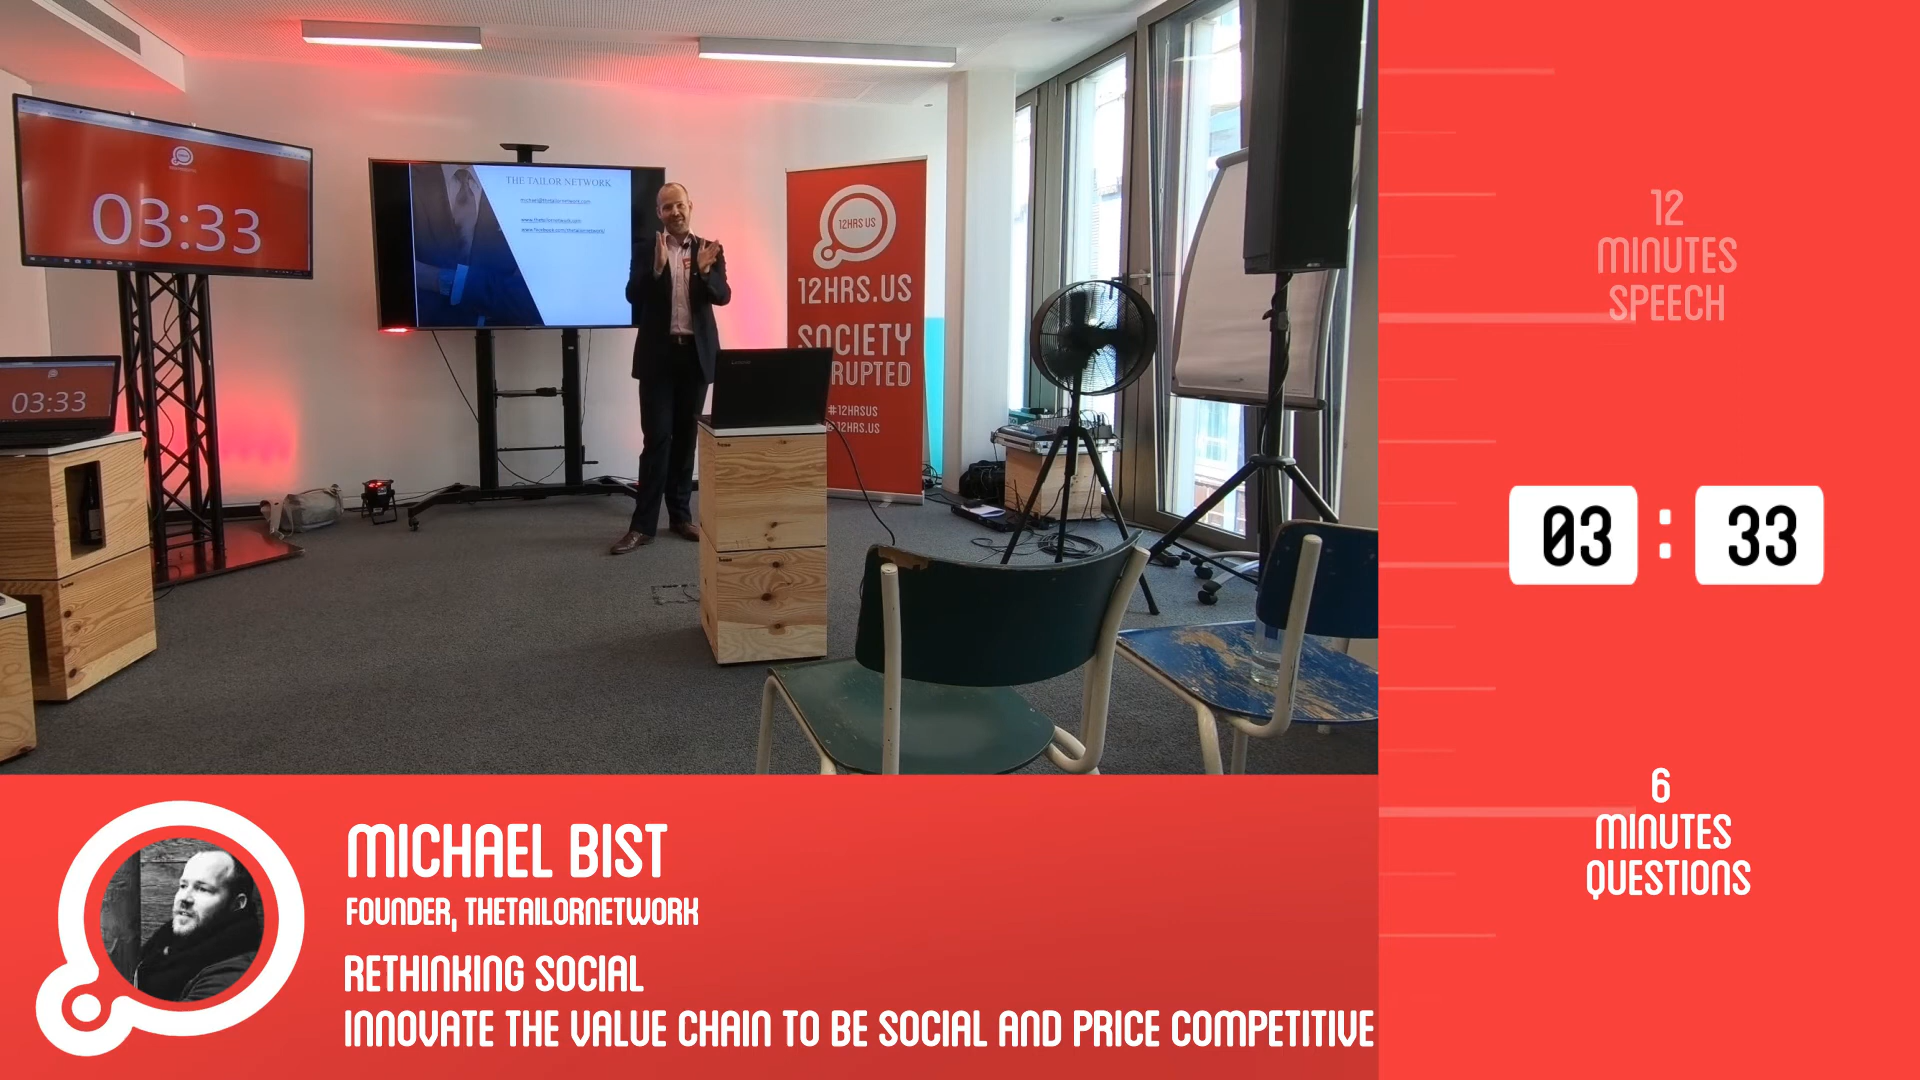 03:33
03:33
THE TAILOR NETWORK
12HRS.US
12HRS.US
SOCIETY
RUPTED
#12HRSUS
12HRS.US
12
MINUTES
SPEECH
03 : 33
6
MINUTES
QUESTIONS
MICHAEL BIST
FOUNDER, THETAILORNETWORK
RETHINKING SOCIAL
INNOVATE THE VALUE CHAIN TO BE SOCIAL AND PRICE COMPETITIVE